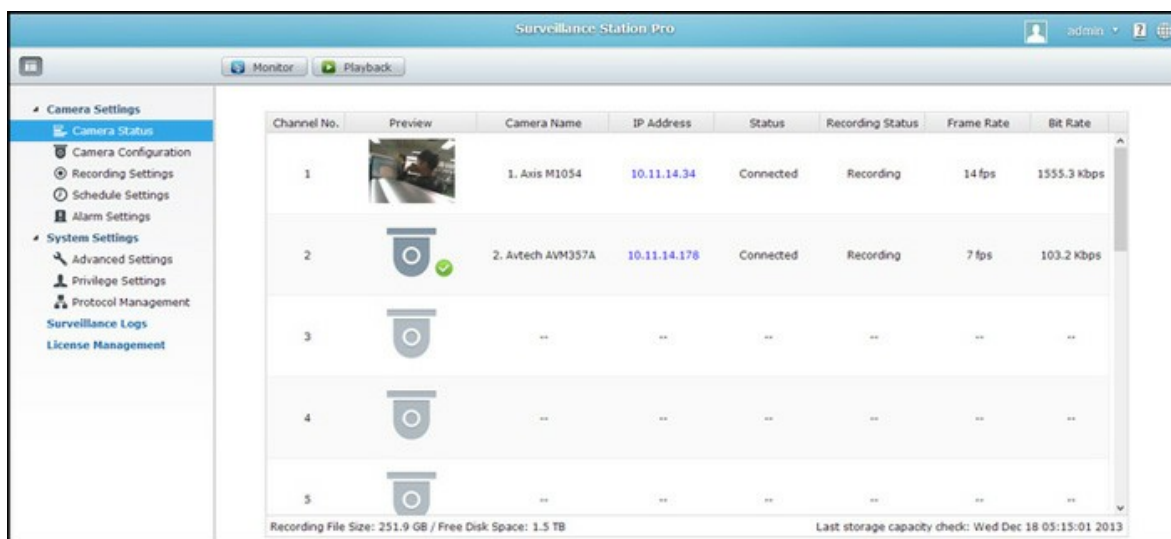 Surveillance Station Pro
admin
Monitor Playback
Camera Settings
Camera Status
Camera Configuration
Recording Settings
Schedule Settings
Alarm Settings
System Settings
Advanced Settings
Privilege Settings
Protocol Management
Surveillance Logs
License Management
Channel No. Preview Camera Name IP Address Status Recording Status Frame Rate Bit Rate
1 1. Axis M1054 10.11.14.34 Connected Recording 14 fps 1555.3 Kbps
2 2. Avtech AVM357A 10.11.14.178 Connected Recording 7 fps 103.2 Kbps
3 -- -- -- -- -- --
4 -- -- -- -- -- --
5 -- -- -- -- -- --
Recording File Size: 251.9 GB / Free Disk Space: 1.5 TB Last storage capacity check: Wed Dec 18 05:15:01 2013